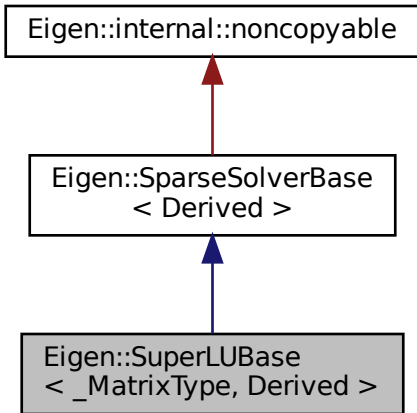 Eigen::internal::noncopyable
Eigen::SparseSolverBase
< Derived >
Eigen::SuperLUBase
< _MatrixType, Derived >